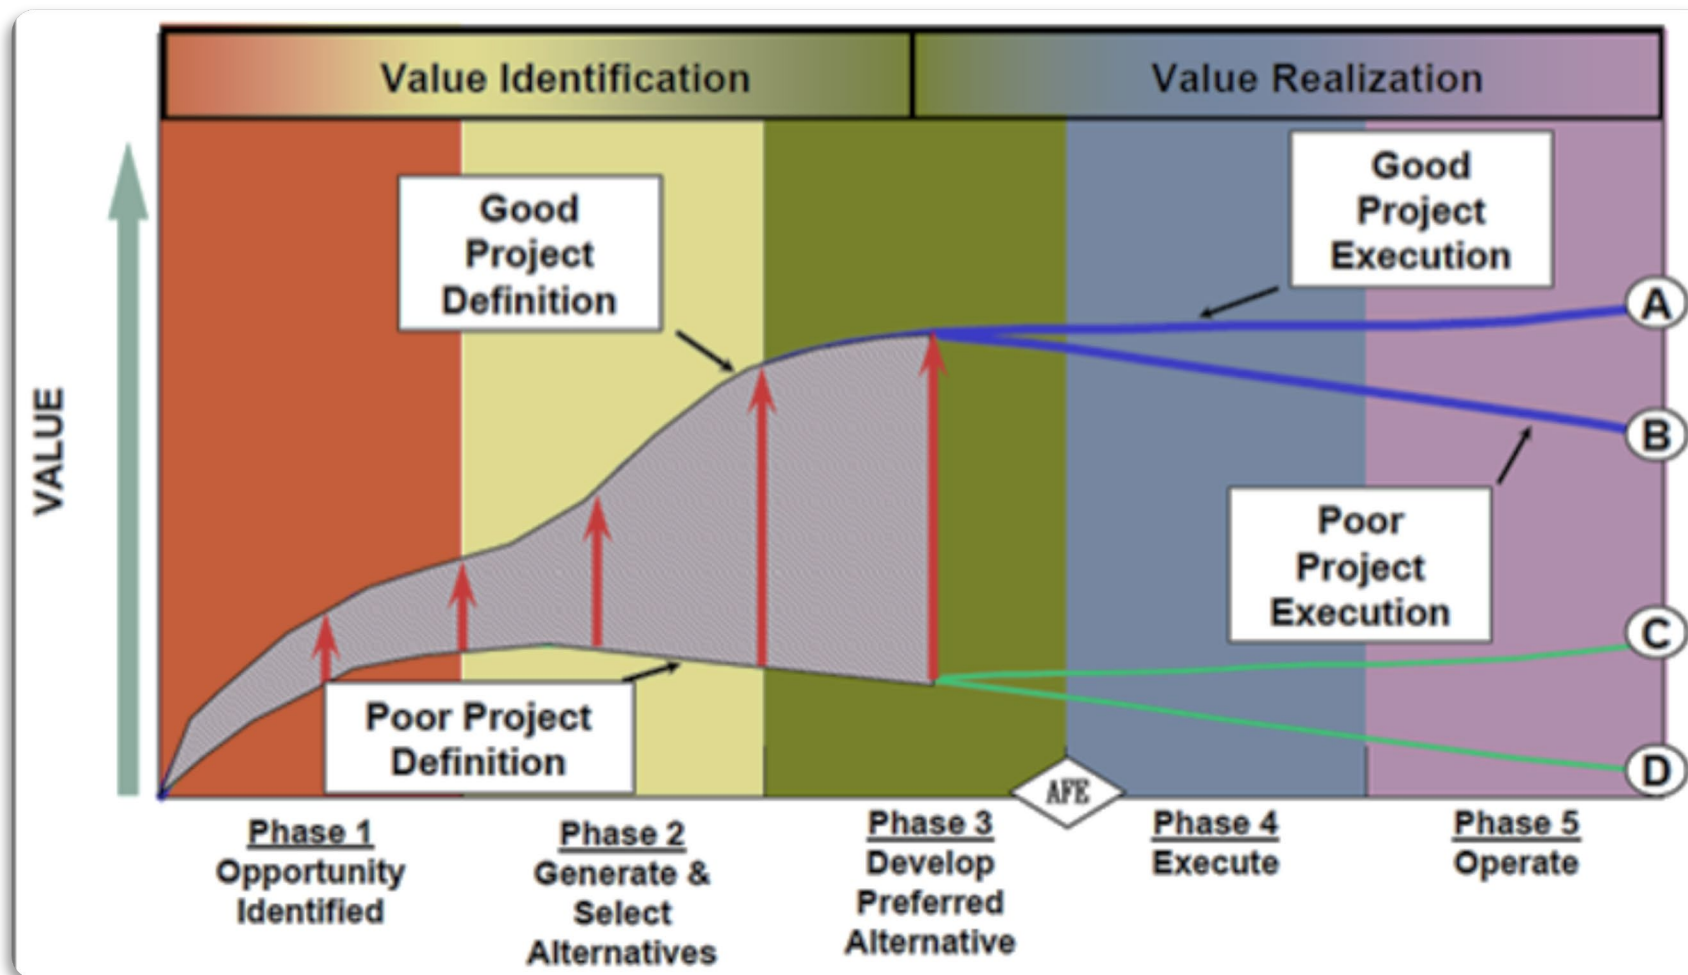 Value Identification
Value Realization
Good
Project
Definition
Good
Project
Execution
A
B
VALUE
Poor
Project
Execution
C
Poor Project
Definition
D
AFE
Phase 1
Opportunity
Identified
Phase 2
Generate &
Select
Alternatives
Phase 3
Develop
Preferred
Alternative
Phase 4
Execute
Phase 5
Operate